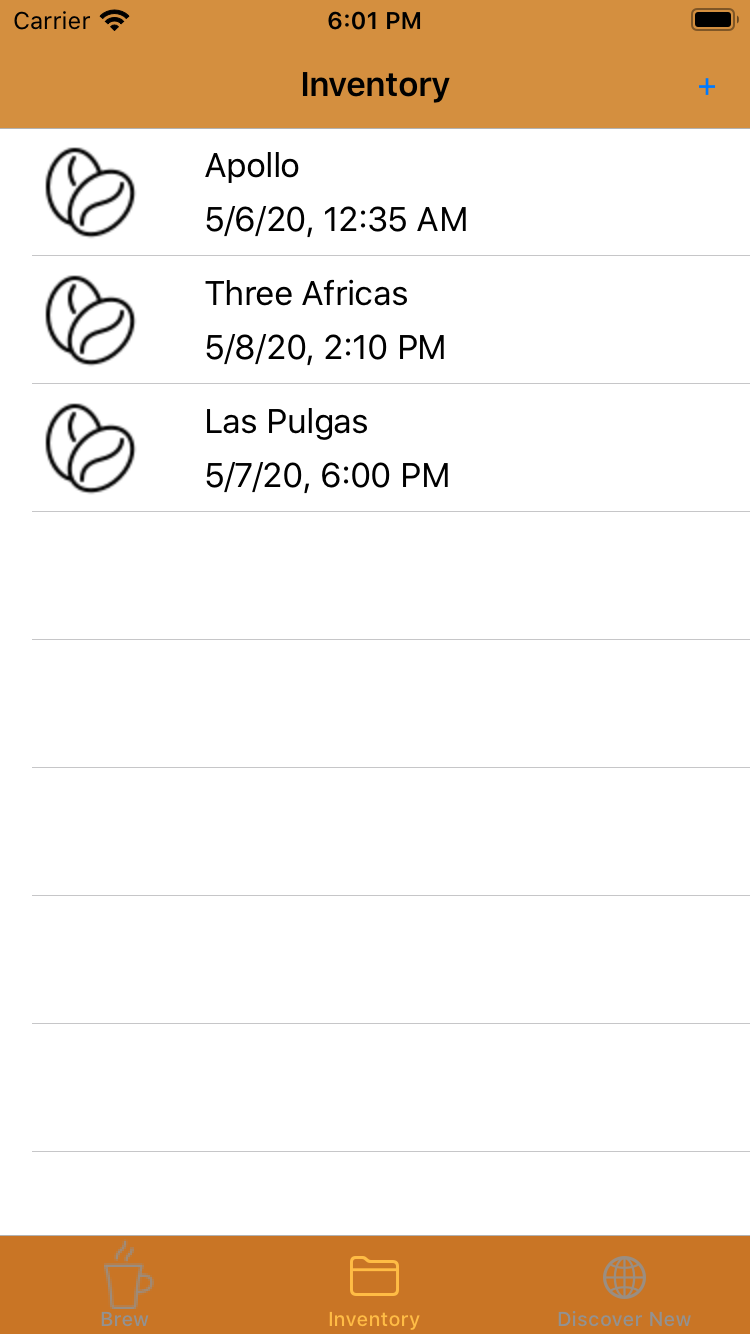 Carrier 6:01 PM
Inventory +
Apollo
5/6/20, 12:35 AM
Three Africas
5/8/20, 2:10 PM
Las Pulgas
5/7/20, 6:00 PM
Brew Inventory Discover New